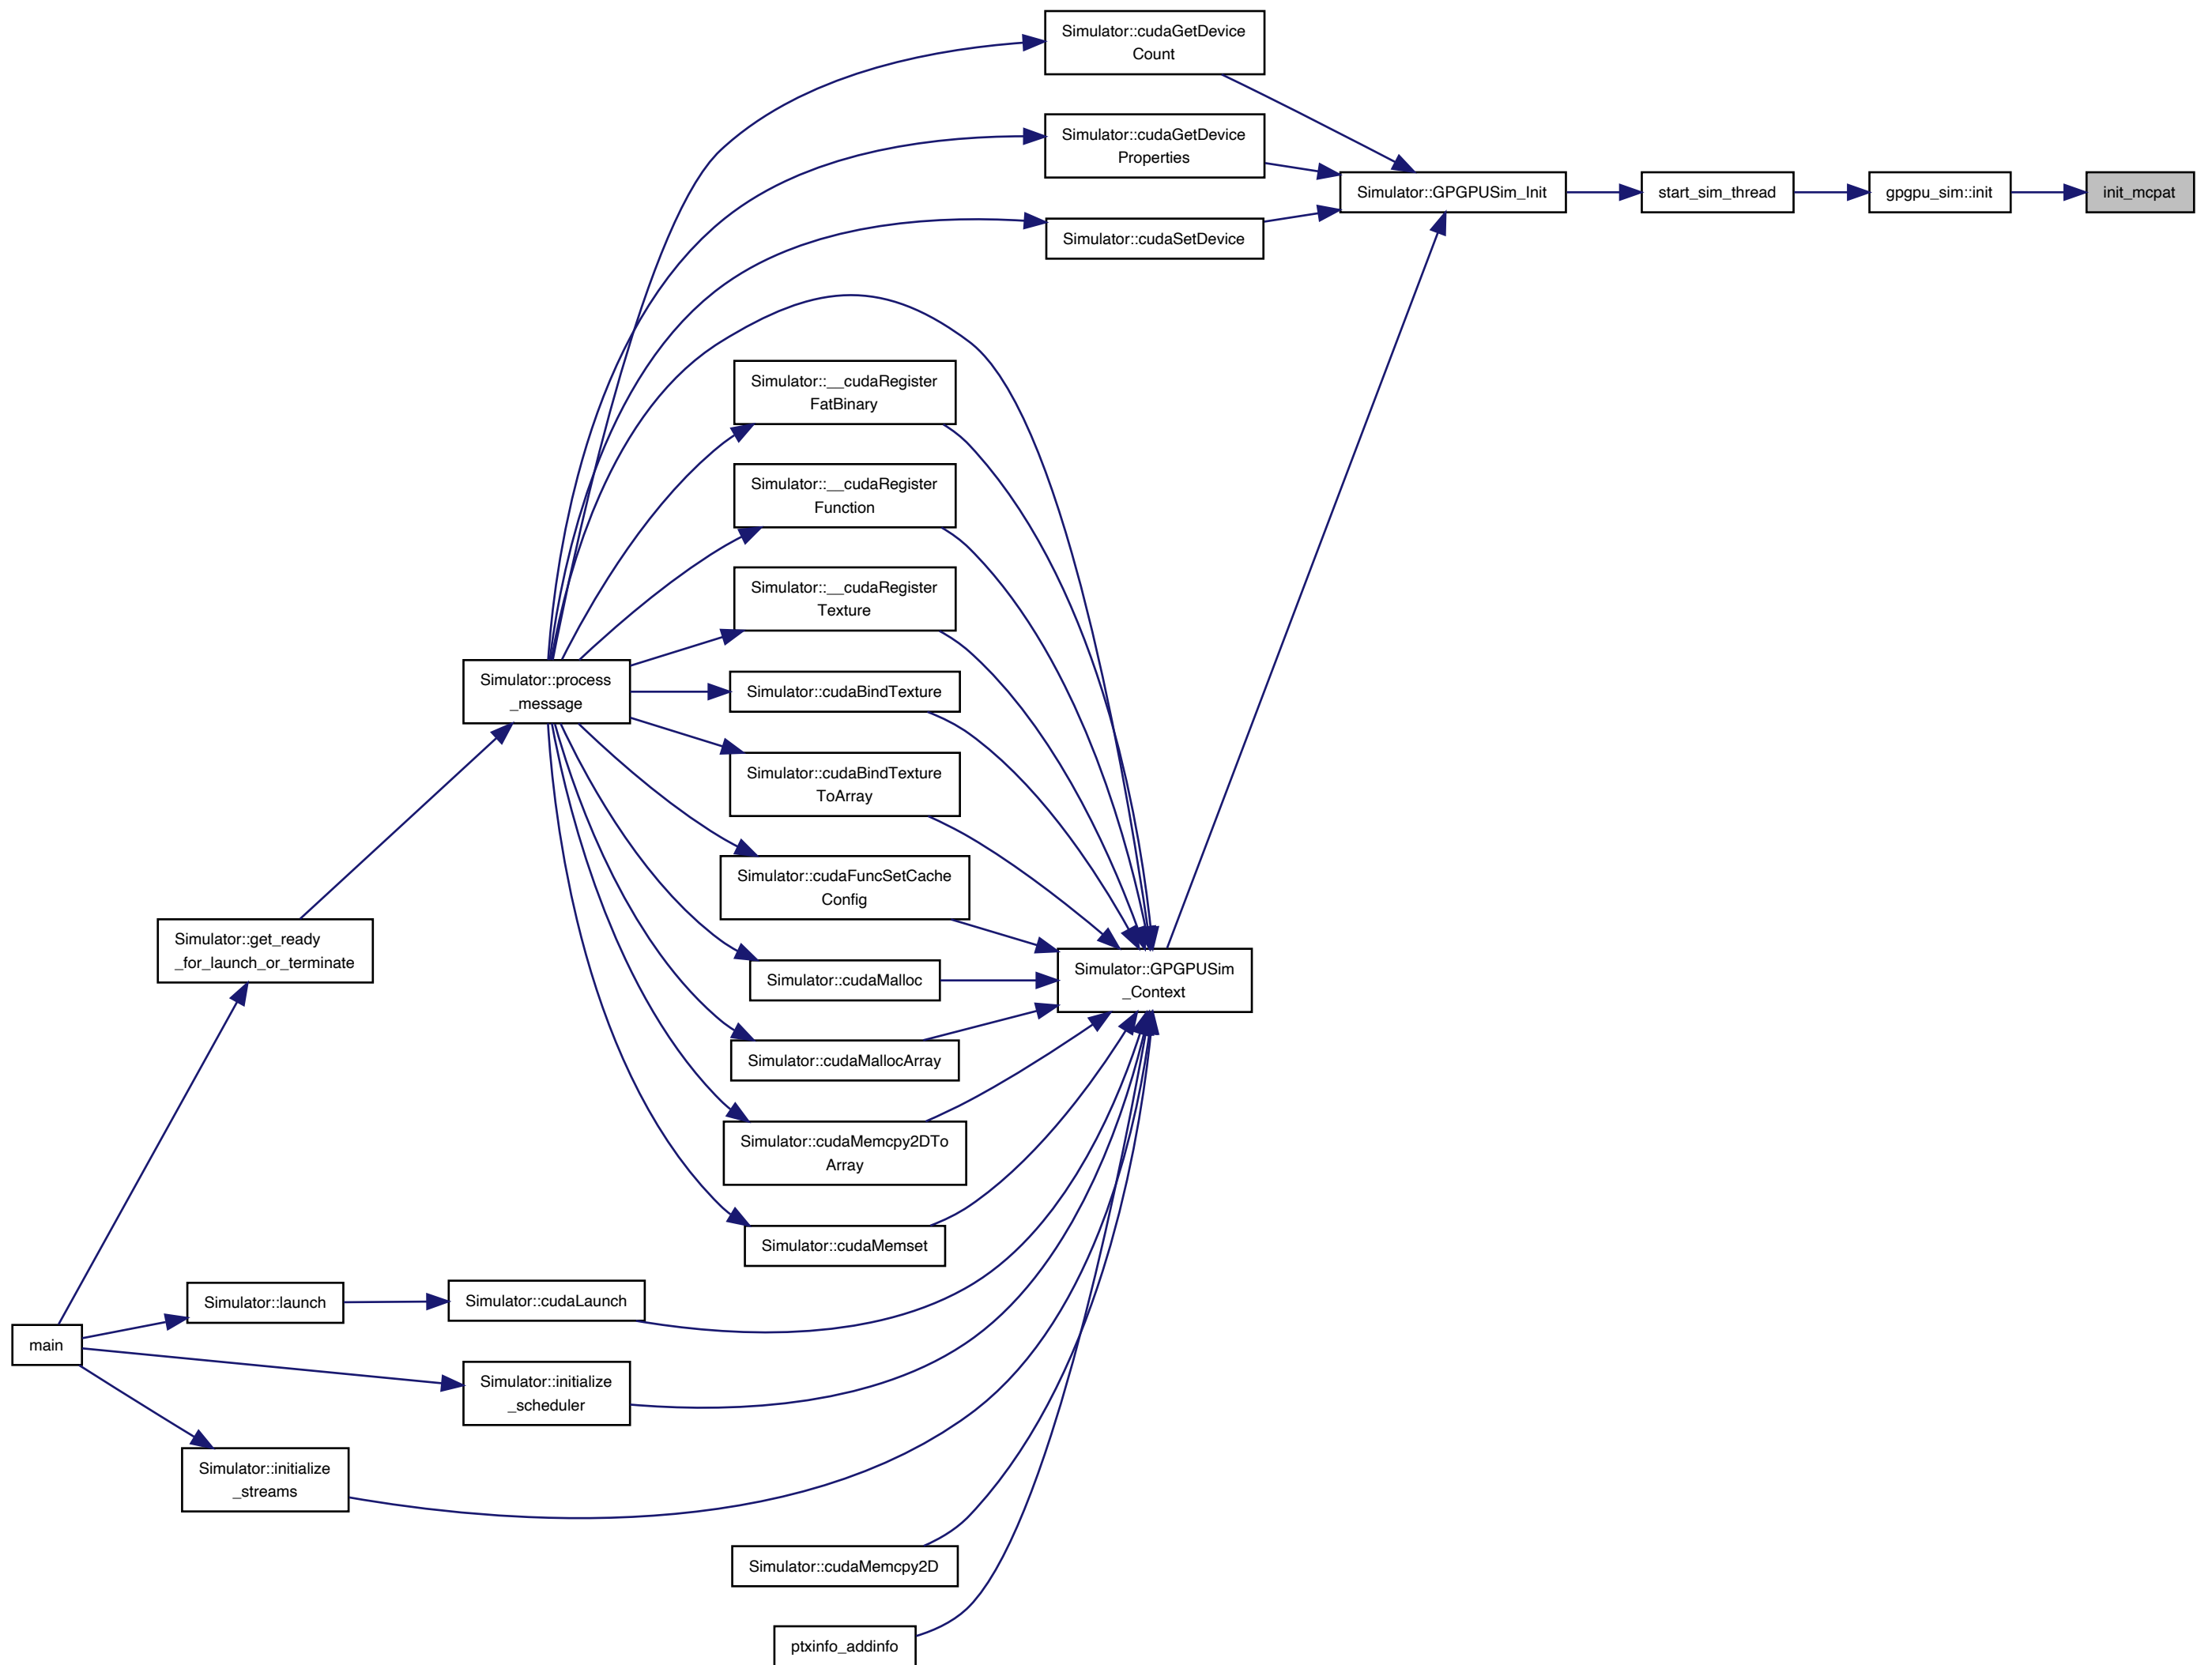 Simulator::cudaGetDevice
Count
Simulator::cudaGetDevice
Properties
Simulator::GPGPUSim_Init
start_sim_thread
gpgpu_sim::init
init_mcpat
Simulator::cudaSetDevice
Simulator::__cudaRegister
FatBinary
Simulator::__cudaRegister
Function
Simulator::__cudaRegister
Texture
Simulator::process
_message
Simulator::cudaBindTexture
Simulator::cudaBindTexture
ToArray
Simulator::cudaFuncSetCache
Config
Simulator::get_ready
_for_launch_or_terminate
Simulator::cudaMalloc
Simulator::GPGPUSim
_Context
Simulator::cudaMallocArray
Simulator::cudaMemcpy2DTo
Array
Simulator::cudaMemset
Simulator::launch
Simulator::cudaLaunch
main
Simulator::initialize
_scheduler
Simulator::initialize
_streams
Simulator::cudaMemcpy2D
ptxinfo_addinfo